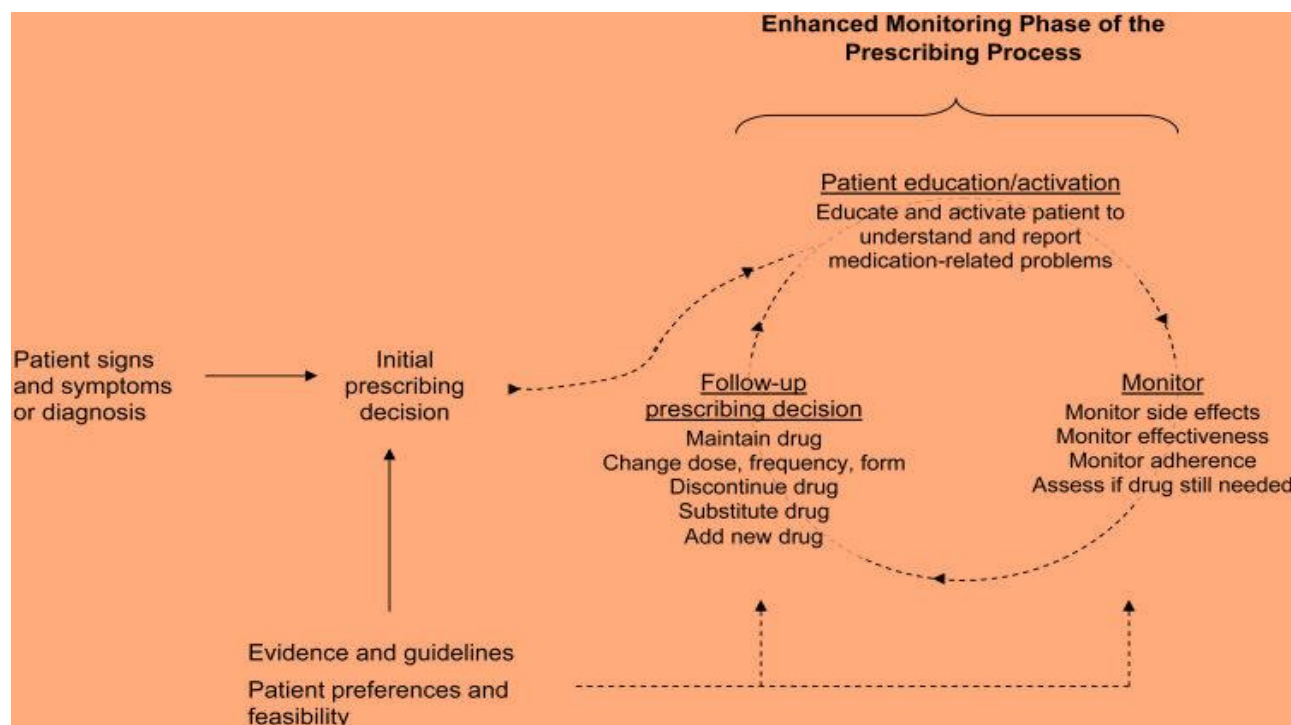 Enhanced Monitoring Phase of the
Prescribing Process
Patient education/activation
Educate and activate patient to
understand and report
medication-related problems
Patient signs
and symptoms
or diagnosis
Initial
prescribing
decision
Follow-up
prescribing decision
Maintain drug
Change dose, frequency, form
Discontinue drug
Substitute drug
Add new drug
Monitor
Monitor side effects
Monitor effectiveness
Monitor adherence
Assess if drug still needed
Evidence and guidelines
Patient preferences and
feasibility